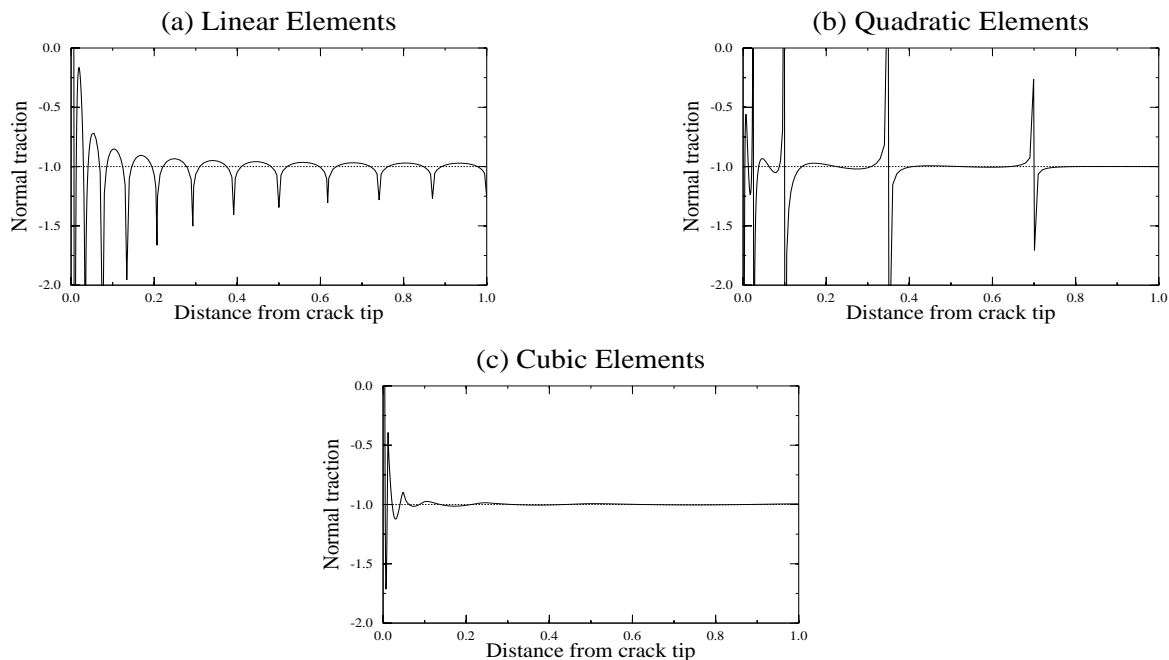 (a) Linear Elements
0.0
-0.5
-1.0
-1.5
-2.0
Normal traction
0.0 0.2 0.4 0.6 0.8 1.0
Distance from crack tip
(b) Quadratic Elements
0.0
-0.5
-1.0
-1.5
-2.0
Normal traction
0.0 0.2 0.4 0.6 0.8 1.0
Distance from crack tip
(c) Cubic Elements
0.0
-0.5
-1.0
-1.5
-2.0
Normal traction
0.0 0.2 0.4 0.6 0.8 1.0
Distance from crack tip